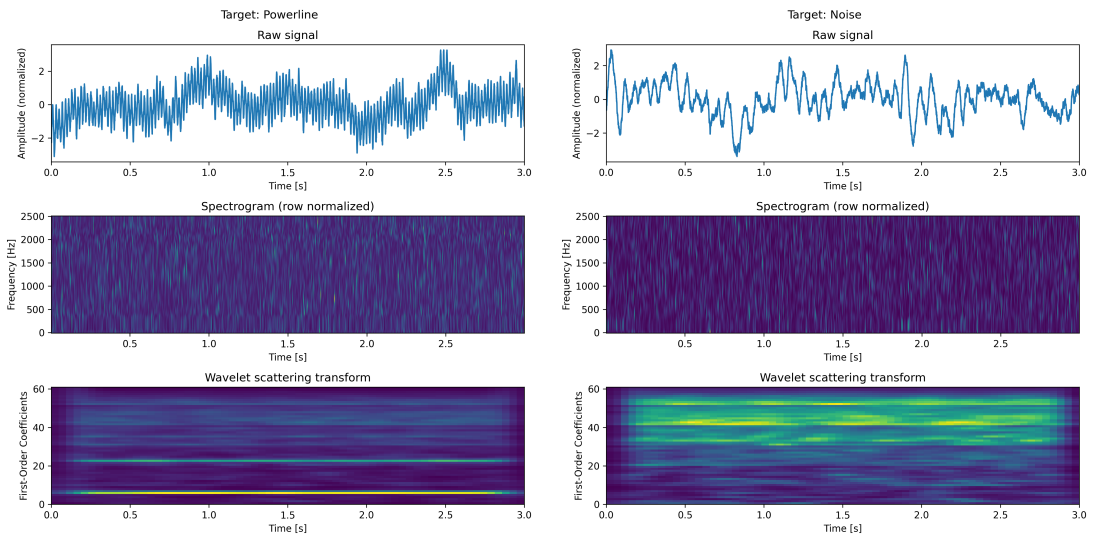 Target: Powerline
Raw signal
Amplitude (normalized)
2
0
−2
0.0 0.5 1.0 1.5 2.0 2.5 3.0
Time [s]
Spectrogram (row normalized)
Frequency [Hz]
2500
2000
1500
1000
500
0
0.0 0.5 1.0 1.5 2.0 2.5
Time [s]
Wavelet scattering transform
First-Order Coefficients
60
40
20
0
0.0 0.5 1.0 1.5 2.0 2.5 3.0
Time [s]
Target: Noise
Raw signal
Amplitude (normalized)
2
0
−2
0.0 0.5 1.0 1.5 2.0 2.5 3.0
Time [s]
Spectrogram (row normalized)
Frequency [Hz]
2500
2000
1500
1000
500
0
0.0 0.5 1.0 1.5 2.0 2.5
Time [s]
Wavelet scattering transform
First-Order Coefficients
60
40
20
0
0.0 0.5 1.0 1.5 2.0 2.5 3.0
Time [s]